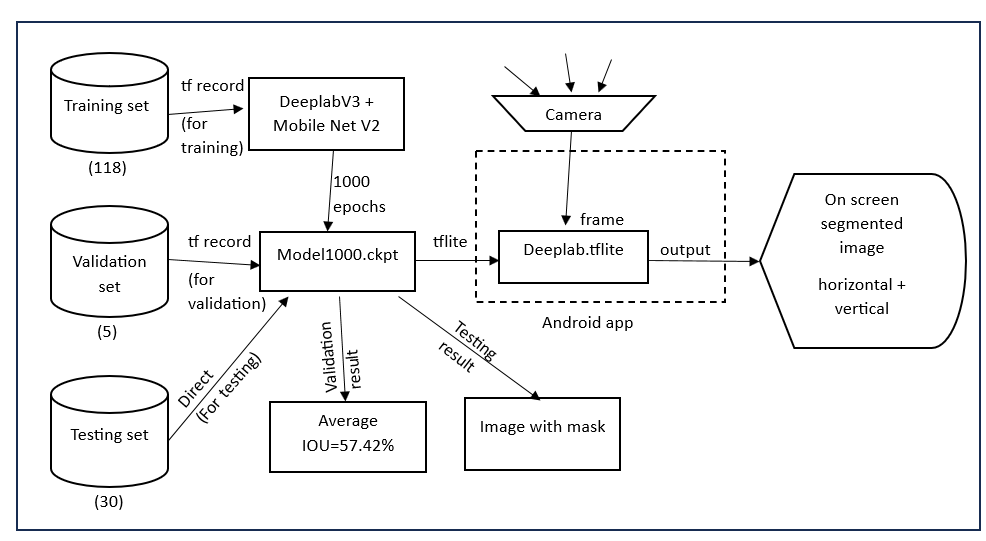 Training set
(118)
tf record
(for
training)
DeeplabV3 +
Mobile Net V2
1000
epochs
Camera
Validation
set
(5)
tf record
(for
validation)
Model1000.ckpt
tflite
frame
Deeplab.tflite
Android app
output
On screen
segmented
image
horizontal +
vertical
Testing set
(30)
Direct
(For testing)
Validation
result
Average
IOU=57.42%
Testing
result
Image with mask